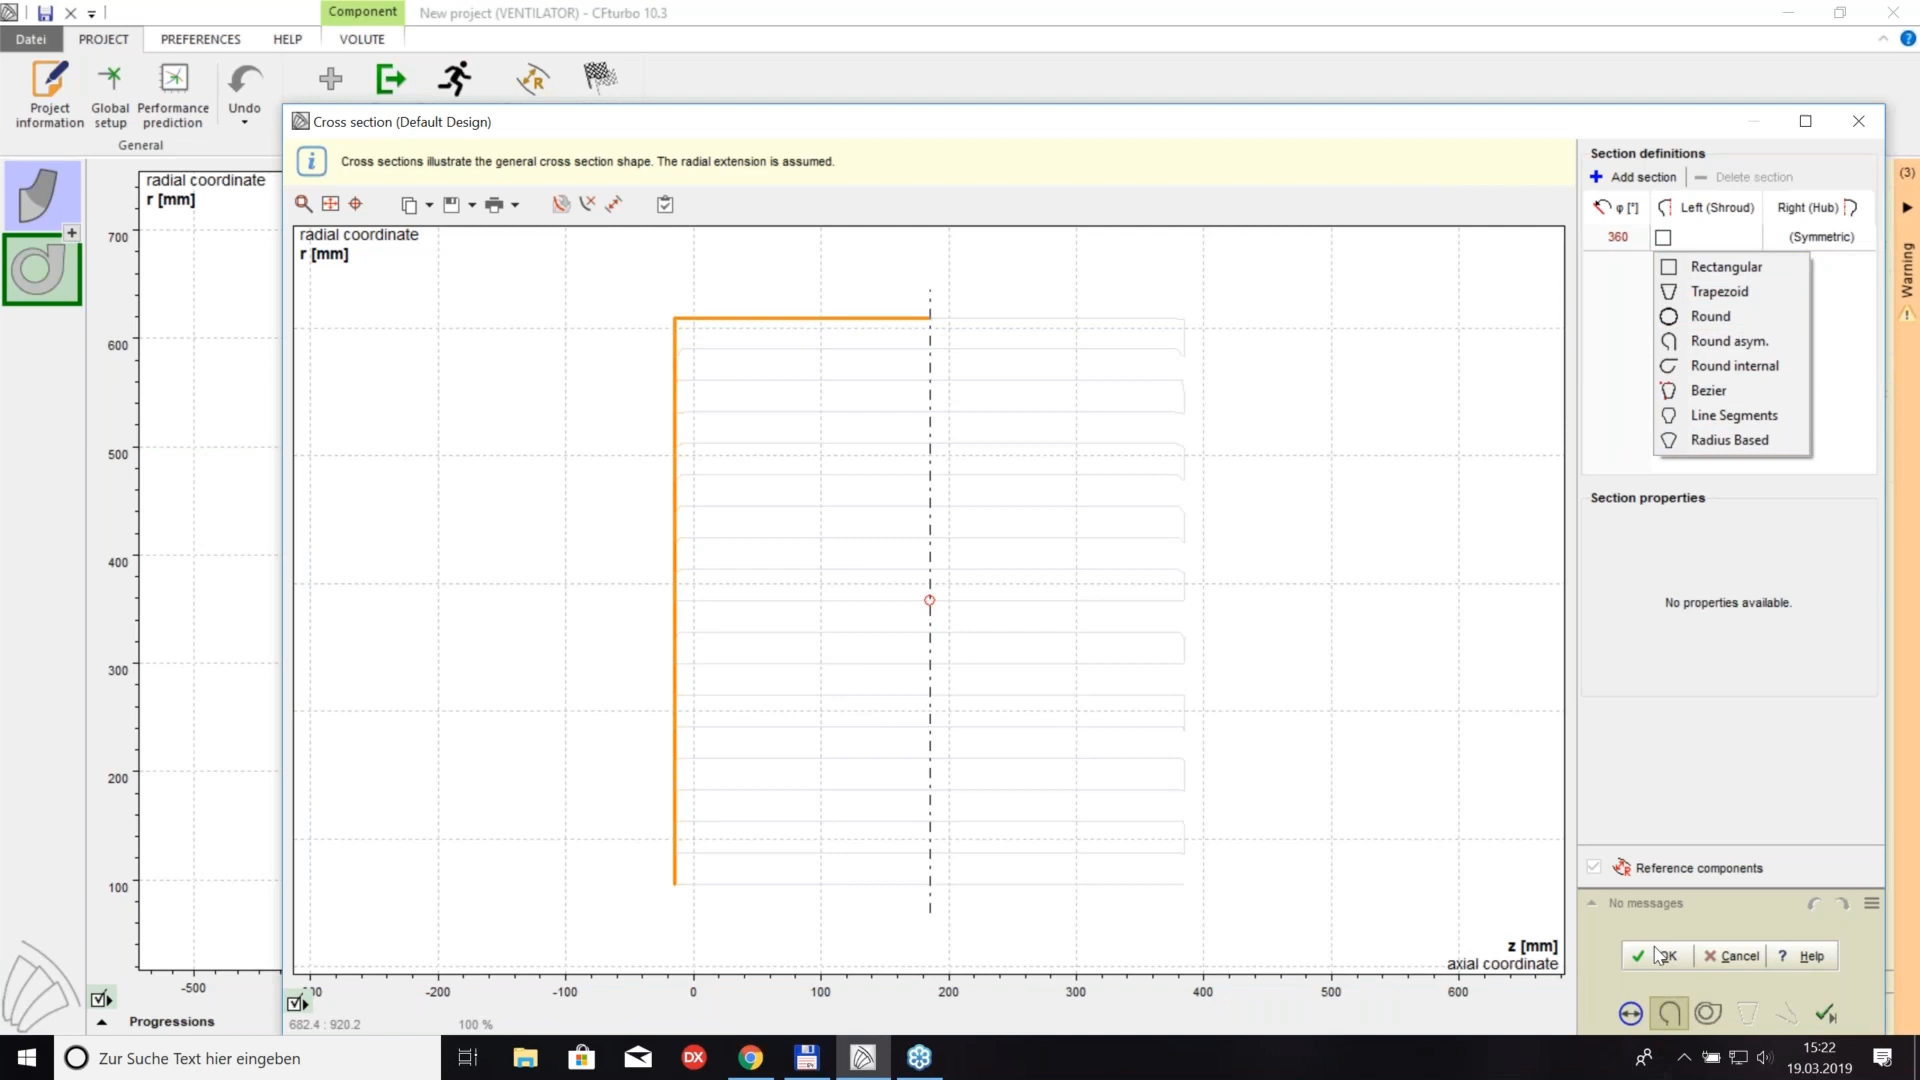 Component
New project (VENTILATOR) - CFturbo 10.3
Datei
PROJECT
PREFERENCES
HELP
VOLUTE
Project information
Global setup
Performance prediction
Undo
General
Cross section (Default Design)
Cross sections illustrate the general cross section shape. The radial extension is assumed.
Section definitions
Add section
Delete section
φ [°]
Left (Shroud)
Right (Hub)
360
(Symmetric)
Rectangular
Trapezoid
Round
Round asym.
Round internal
Bezier
Line Segments
Radius Based
(3)
Warning
radial coordinate
r [mm]
700
600
500
400
300
200
100
-500
radial coordinate
r [mm]
z [mm]
axial coordinate
-200
-100
0
100
200
300
400
500
600
682.4 : 920.2
100 %
Section properties
No properties available.
Reference components
No messages
OK
Cancel
Help
Progressions
Zur Suche Text hier eingeben
DX
15:22
19.03.2019